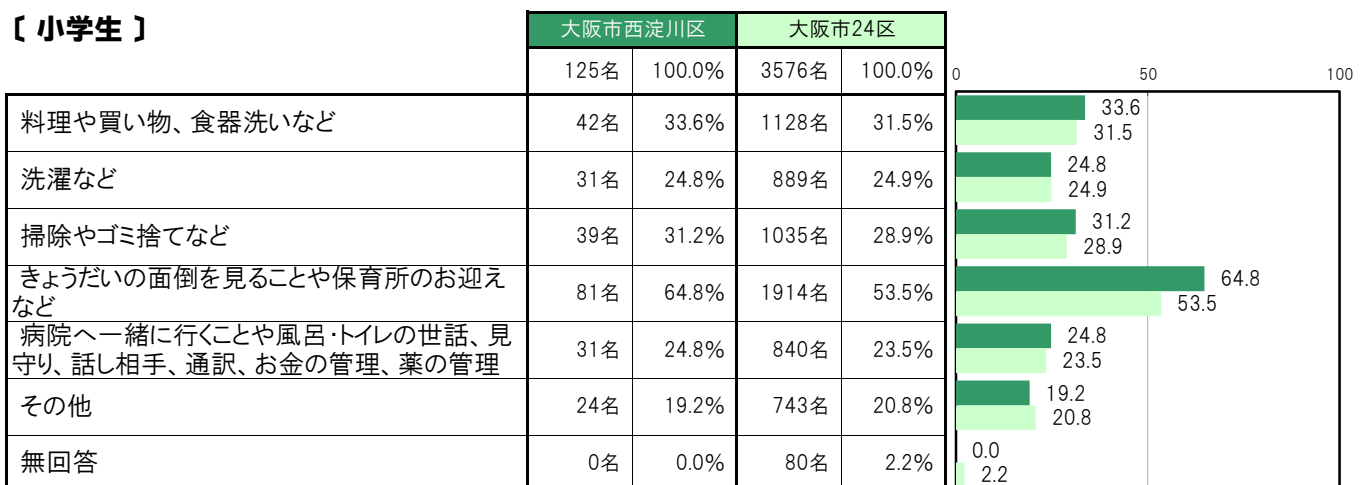 〔 小学生 〕
大阪市西淀川区 大阪市24区
125名 100.0% 3576名 100.0% 0 50 100
料理や買い物、食器洗いなど 42名 33.6% 1128名 31.5% 33.6
31.5
洗濯など 31名 24.8% 889名 24.9% 24.8
24.9
掃除やゴミ捨てなど 39名 31.2% 1035名 28.9% 31.2
28.9
きょうだいの面倒を見ることや保育所のお迎え
など 81名 64.8% 1914名 53.5% 64.8
53.5
病院へ一緒に行くことや風呂・トイレの世話、見
守り、話し相手、通訳、お金の管理、薬の管理 31名 24.8% 840名 23.5% 24.8
23.5
その他 24名 19.2% 743名 20.8% 19.2
20.8
無回答 0名 0.0% 80名 2.2% 0.0
2.2